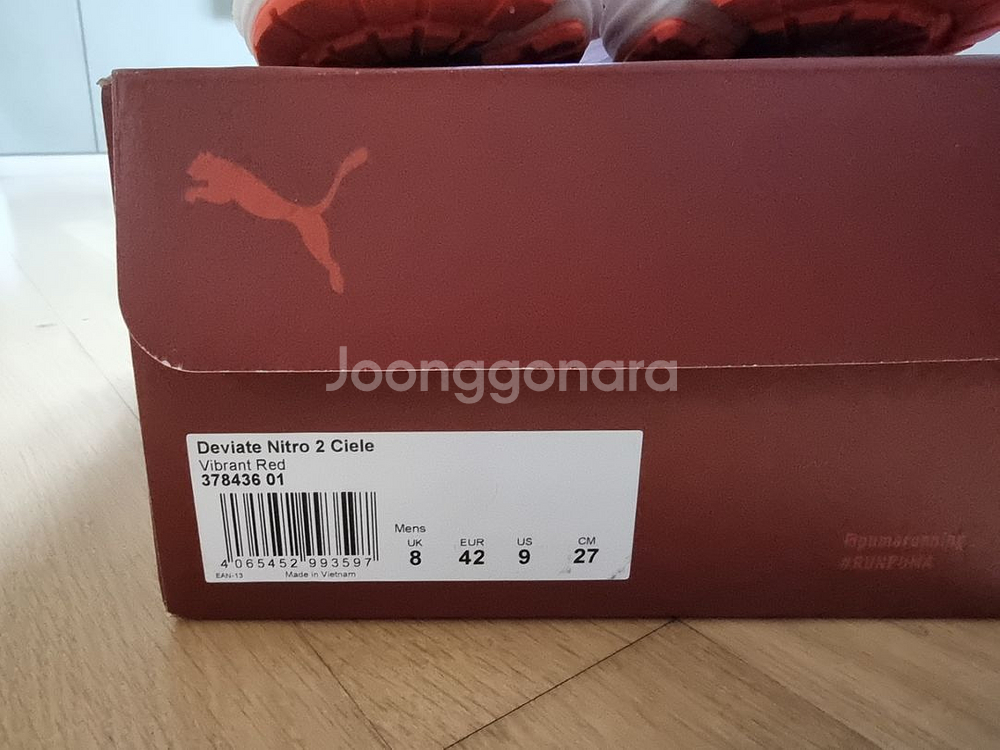 Joonggonara
Deviate Nitro 2 Ciele
Vibrant Red
378436 01
4 065452 993597
EAN-13
Made in Vietnam
Mens
UK EUR US CM
8 42 9 27
@pumarunning
#RUNPUMA